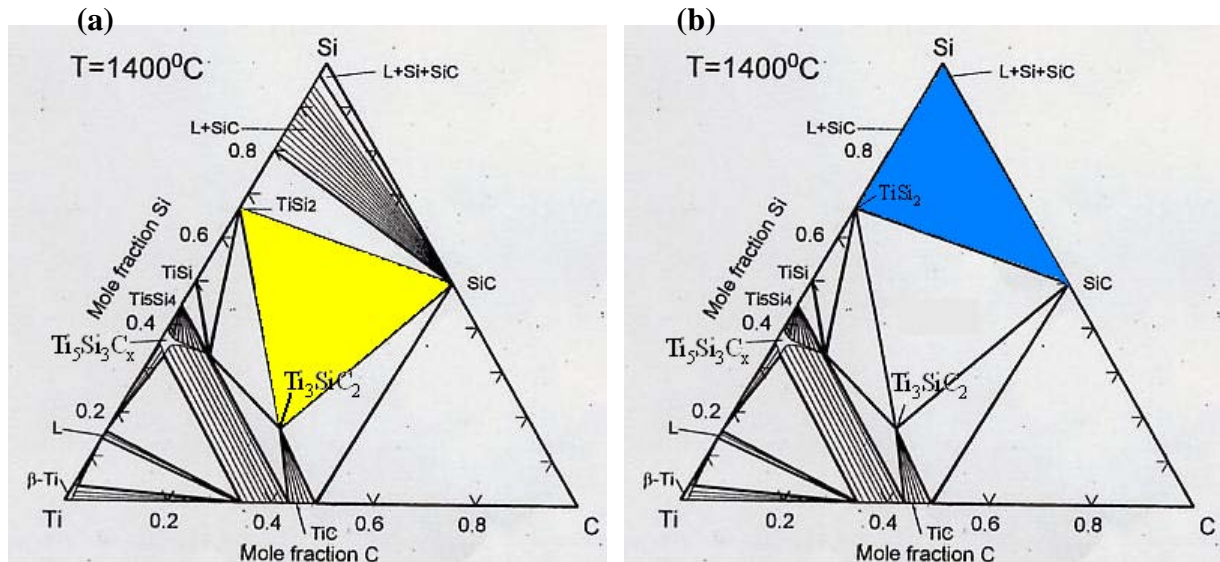 (a)
T=1400⁰C
Si
L+Si+SiC
L+SiC
0.8
TiSi2
Mole fraction Si
0.6
TiSi
SiC
Ti5Si4
0.4
Ti₅Si₃Cₓ
Ti₃SiC₂
0.2
L
β-Ti
Ti
0.2
0.4
0.6
0.8
C
TiC
Mole fraction C
(b)
T=1400⁰C
Si
L+Si+SiC
L+SiC
0.8
TiSi₂
Mole fraction Si
0.6
TiSi
SiC
Ti5Si4
0.4
Ti₅Si₃Cₓ
Ti₃SiC₂
0.2
L
β-Ti
Ti
0.2
0.4
0.6
0.8
C
TiC
Mole fraction C